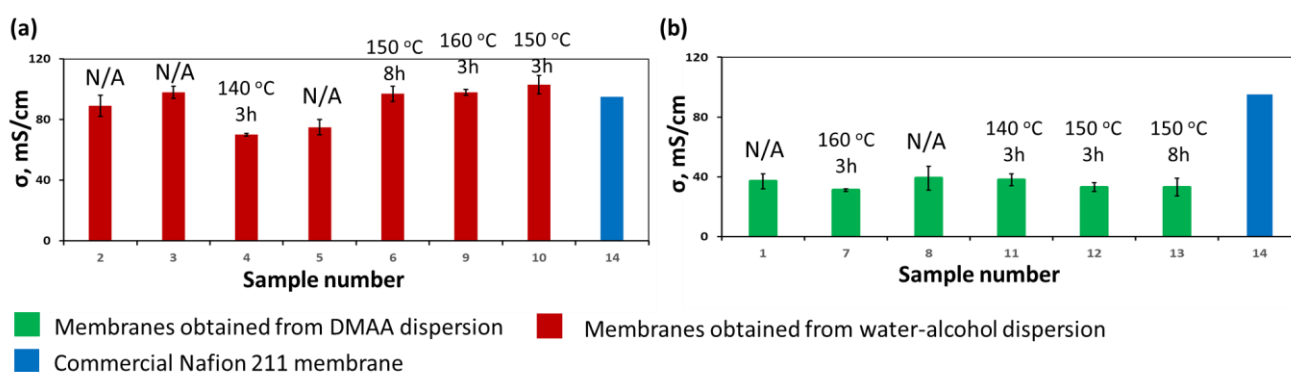 (a)
σ, mS/cm
120
80
40
0
N/A
N/A
140 °C
3h
N/A
150 °C
8h
160 °C
3h
150 °C
3h
2 3 4 5 6 9 10 14
Sample number
(b)
σ, mS/cm
120
80
40
0
N/A
160 °C
3h
N/A
140 °C
3h
150 °C
3h
150 °C
8h
1 7 8 11 12 13 14
Sample number
Membranes obtained from DMAA dispersion
Membranes obtained from water-alcohol dispersion
Commercial Nafion 211 membrane